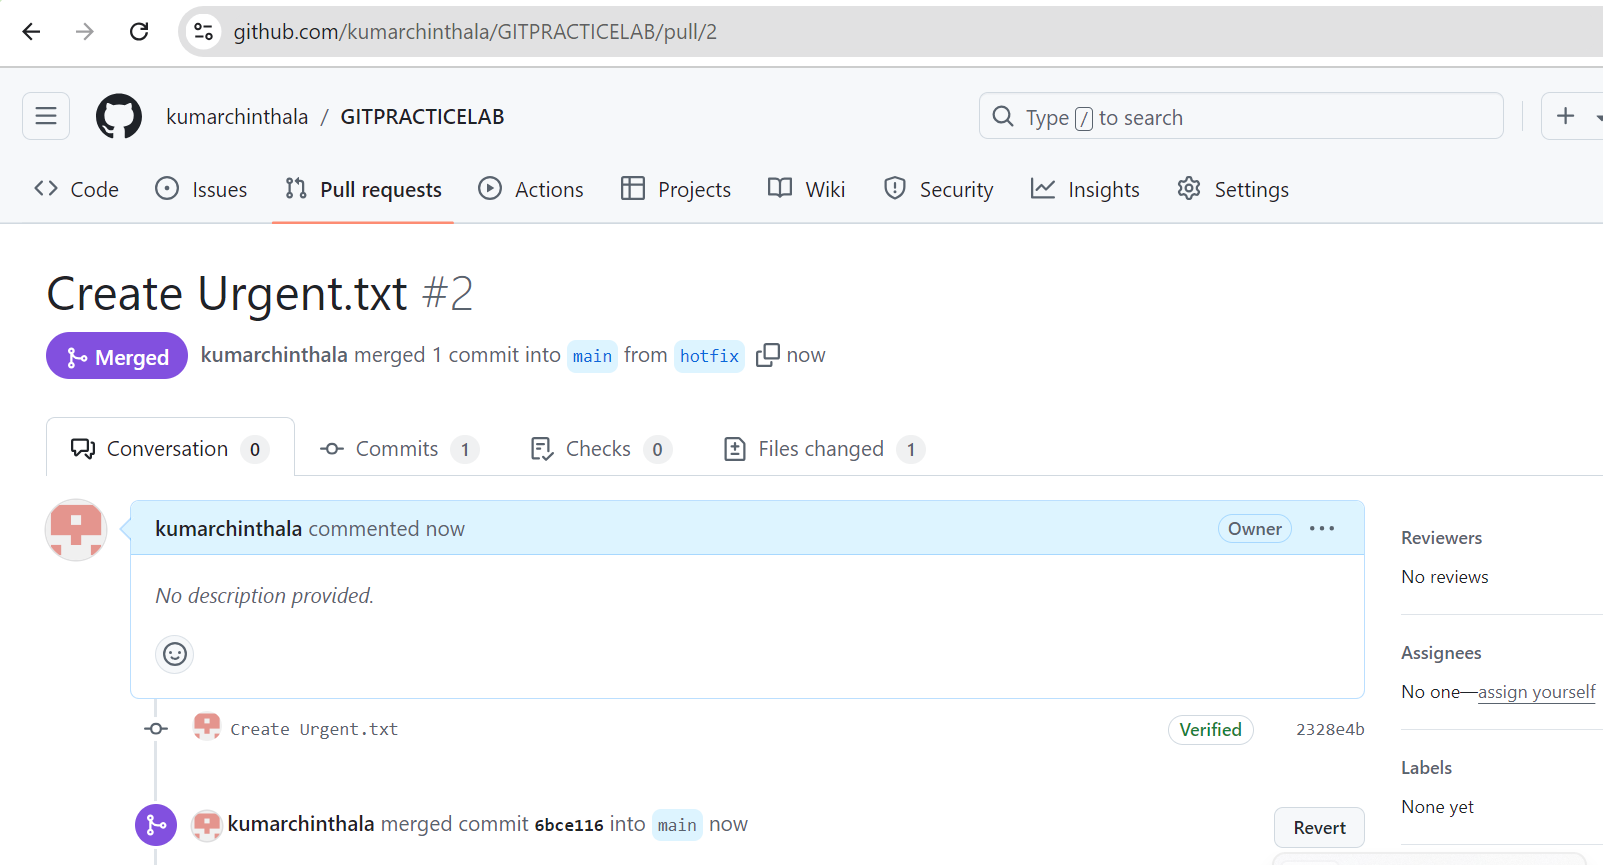 github.com/kumarchinthala/GITPRACTICELAB/pull/2
kumarchinthala / GITPRACTICELAB
Type / to search
Code Issues Pull requests Actions Projects Wiki Security Insights Settings
Create Urgent.txt #2
Merged kumarchinthala merged 1 commit into main from hotfix now
Conversation 0 Commits 1 Checks 0 Files changed 1
kumarchinthala commented now Owner ...
No description provided.
Create Urgent.txt Verified 2328e4b
kumarchinthala merged commit 6bce116 into main now Revert
Reviewers
No reviews
Assignees
No one—assign yourself
Labels
None yet